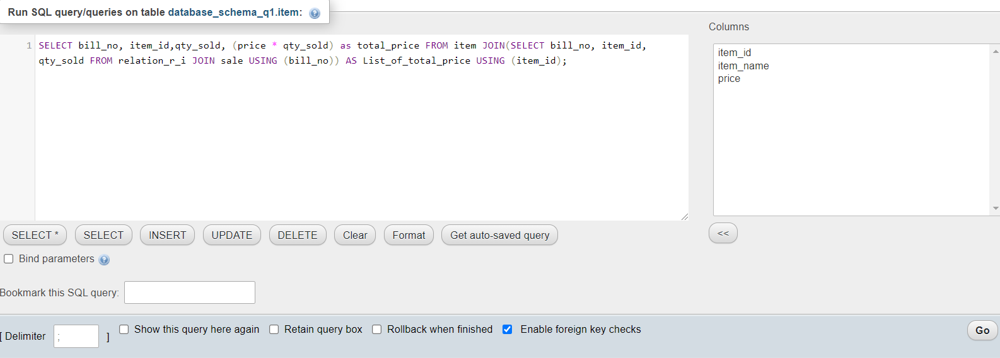 Run SQL query/queries on table database_schema_q1.item:
Columns
1 SELECT bill_no, item_id,qty_sold, (price * qty_sold) as total_price FROM item JOIN(SELECT bill_no, item_id,
qty_sold FROM relation_r_i JOIN sale USING (bill_no)) AS List_of_total_price USING (item_id);
item_id
item_name
price
SELECT * SELECT INSERT UPDATE DELETE Clear Format Get auto-saved query <<
Bind parameters
Bookmark this SQL query:
[ Delimiter ; ] Show this query here again Retain query box Rollback when finished Enable foreign key checks Go